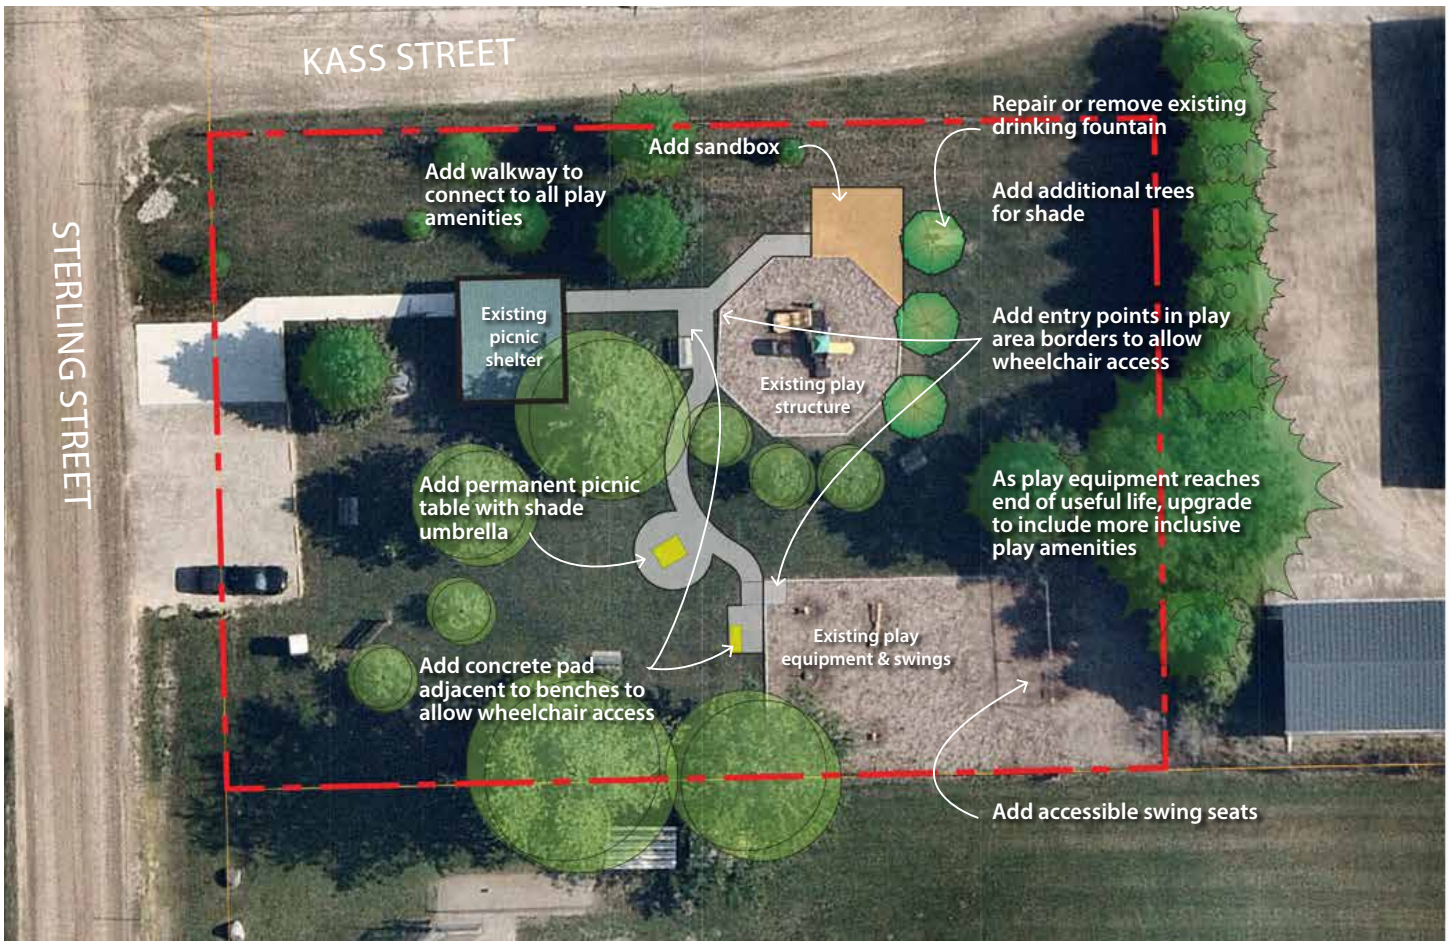 KASS STREET
STERLING STREET
Repair or remove existing
drinking fountain
Add sandbox
Add walkway to
connect to all play
amenities
Add additional trees
for shade
Existing
picnic
shelter
Add entry points in play
area borders to allow
wheelchair access
Existing play
structure
Add permanent picnic
table with shade
umbrella
As play equipment reaches
end of useful life, upgrade
to include more inclusive
play amenities
Existing play
equipment & swings
Add concrete pad
adjacent to benches to
allow wheelchair access
Add accessible swing seats